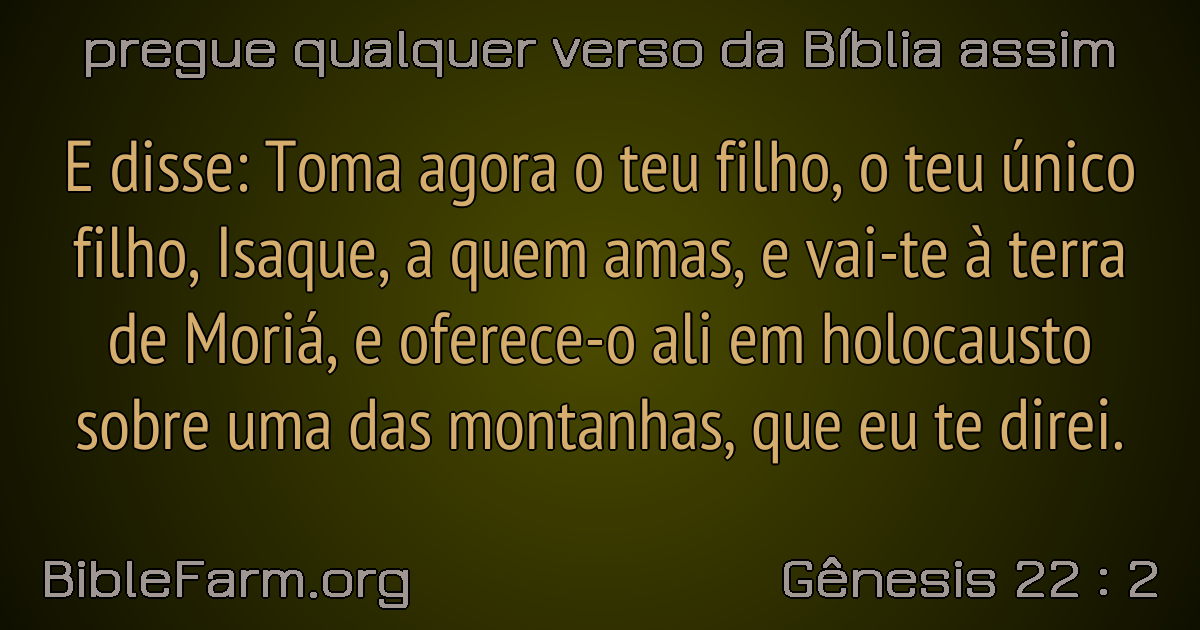 pregue qualquer verso da Bíblia assim
E disse: Toma agora o teu filho, o teu único
filho, Isaque, a quem amas, e vai-te à terra
de Moriá, e oferece-o ali em holocausto
sobre uma das montanhas, que eu te direi.
BibleFarm.org
Gênesis 22 : 2